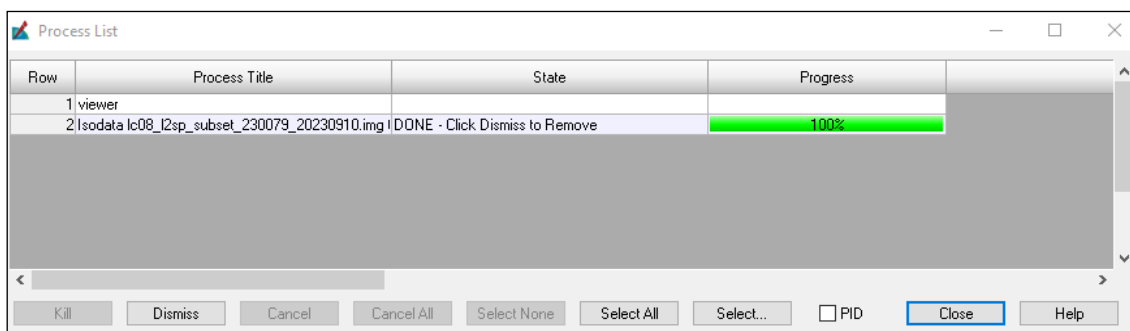 Process List
Row Process Title State Progress
1 viewer
2 Isodata lc08_l2sp_subset_230079_20230910.img DONE - Click Dismiss to Remove 100%
Kill Dismiss Cancel Cancel All Select None Select All Select... PID Close Help